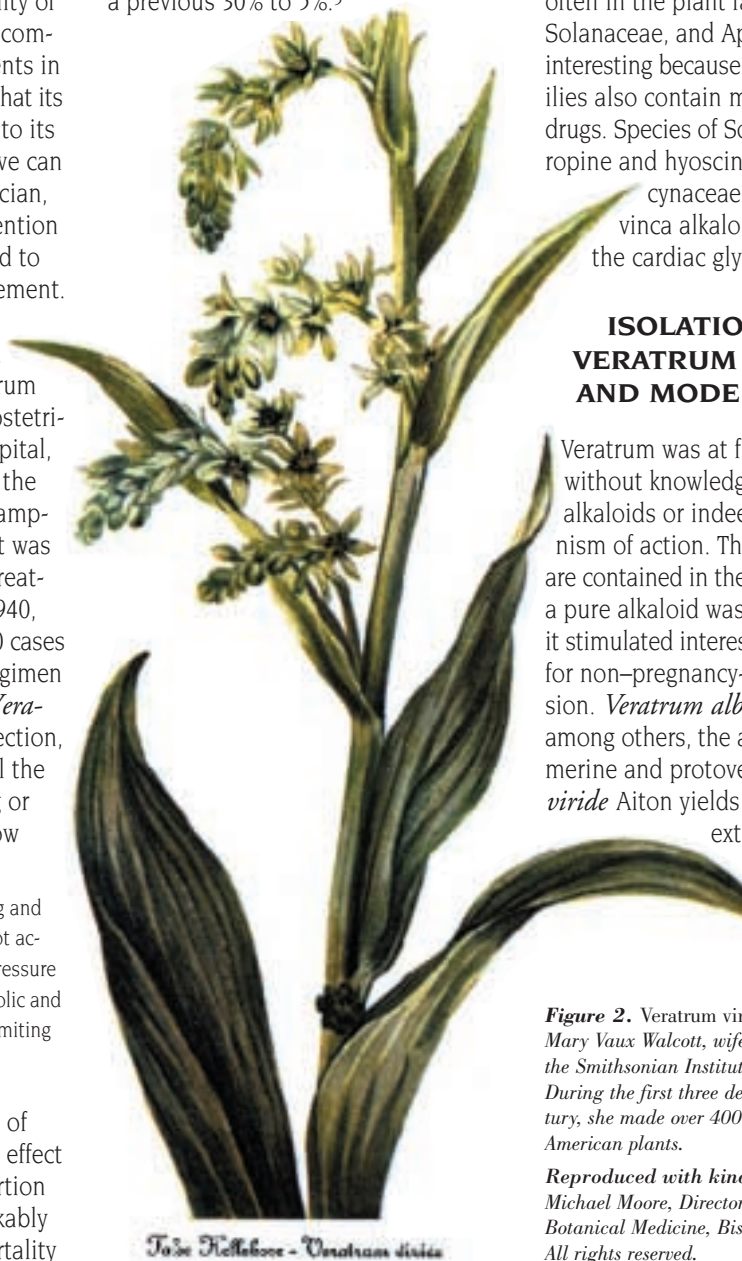 ity of
com-
ents in
hat its
to its
we can
cian,
ention
d to
ement.
rum
ostetri-
pital,
the
amp-
t was
reat-
940,
0 cases
gimen
Vera-
ection,
l the
g or
ow
g and
ot ac-
ressure
olic and
miting
of
effect
rtion
kably
rtality
a previous 30% to 5%.
False Hellebore - Veratrum viride
often in the plant fa
Solanaceae, and Ap
interesting because
ilies also contain m
drugs. Species of So
ropine and hyoscin
cynaceae
vinca alkalo
the cardiac gly
ISOLATIO
VERATRUM
AND MODE
Veratrum was at f
without knowledg
alkaloids or indee
nism of action. Th
are contained in the
a pure alkaloid was
it stimulated interes
for non–pregnancy-
sion. Veratrum alb
among others, the a
merine and protove
viride Aiton yields
ext
Figure 2. Veratrum vir
Mary Vaux Walcott, wife
the Smithsonian Institut
During the first three de
tury, she made over 400
American plants.
Reproduced with kind
Michael Moore, Director
Botanical Medicine, Bis
All rights reserved.